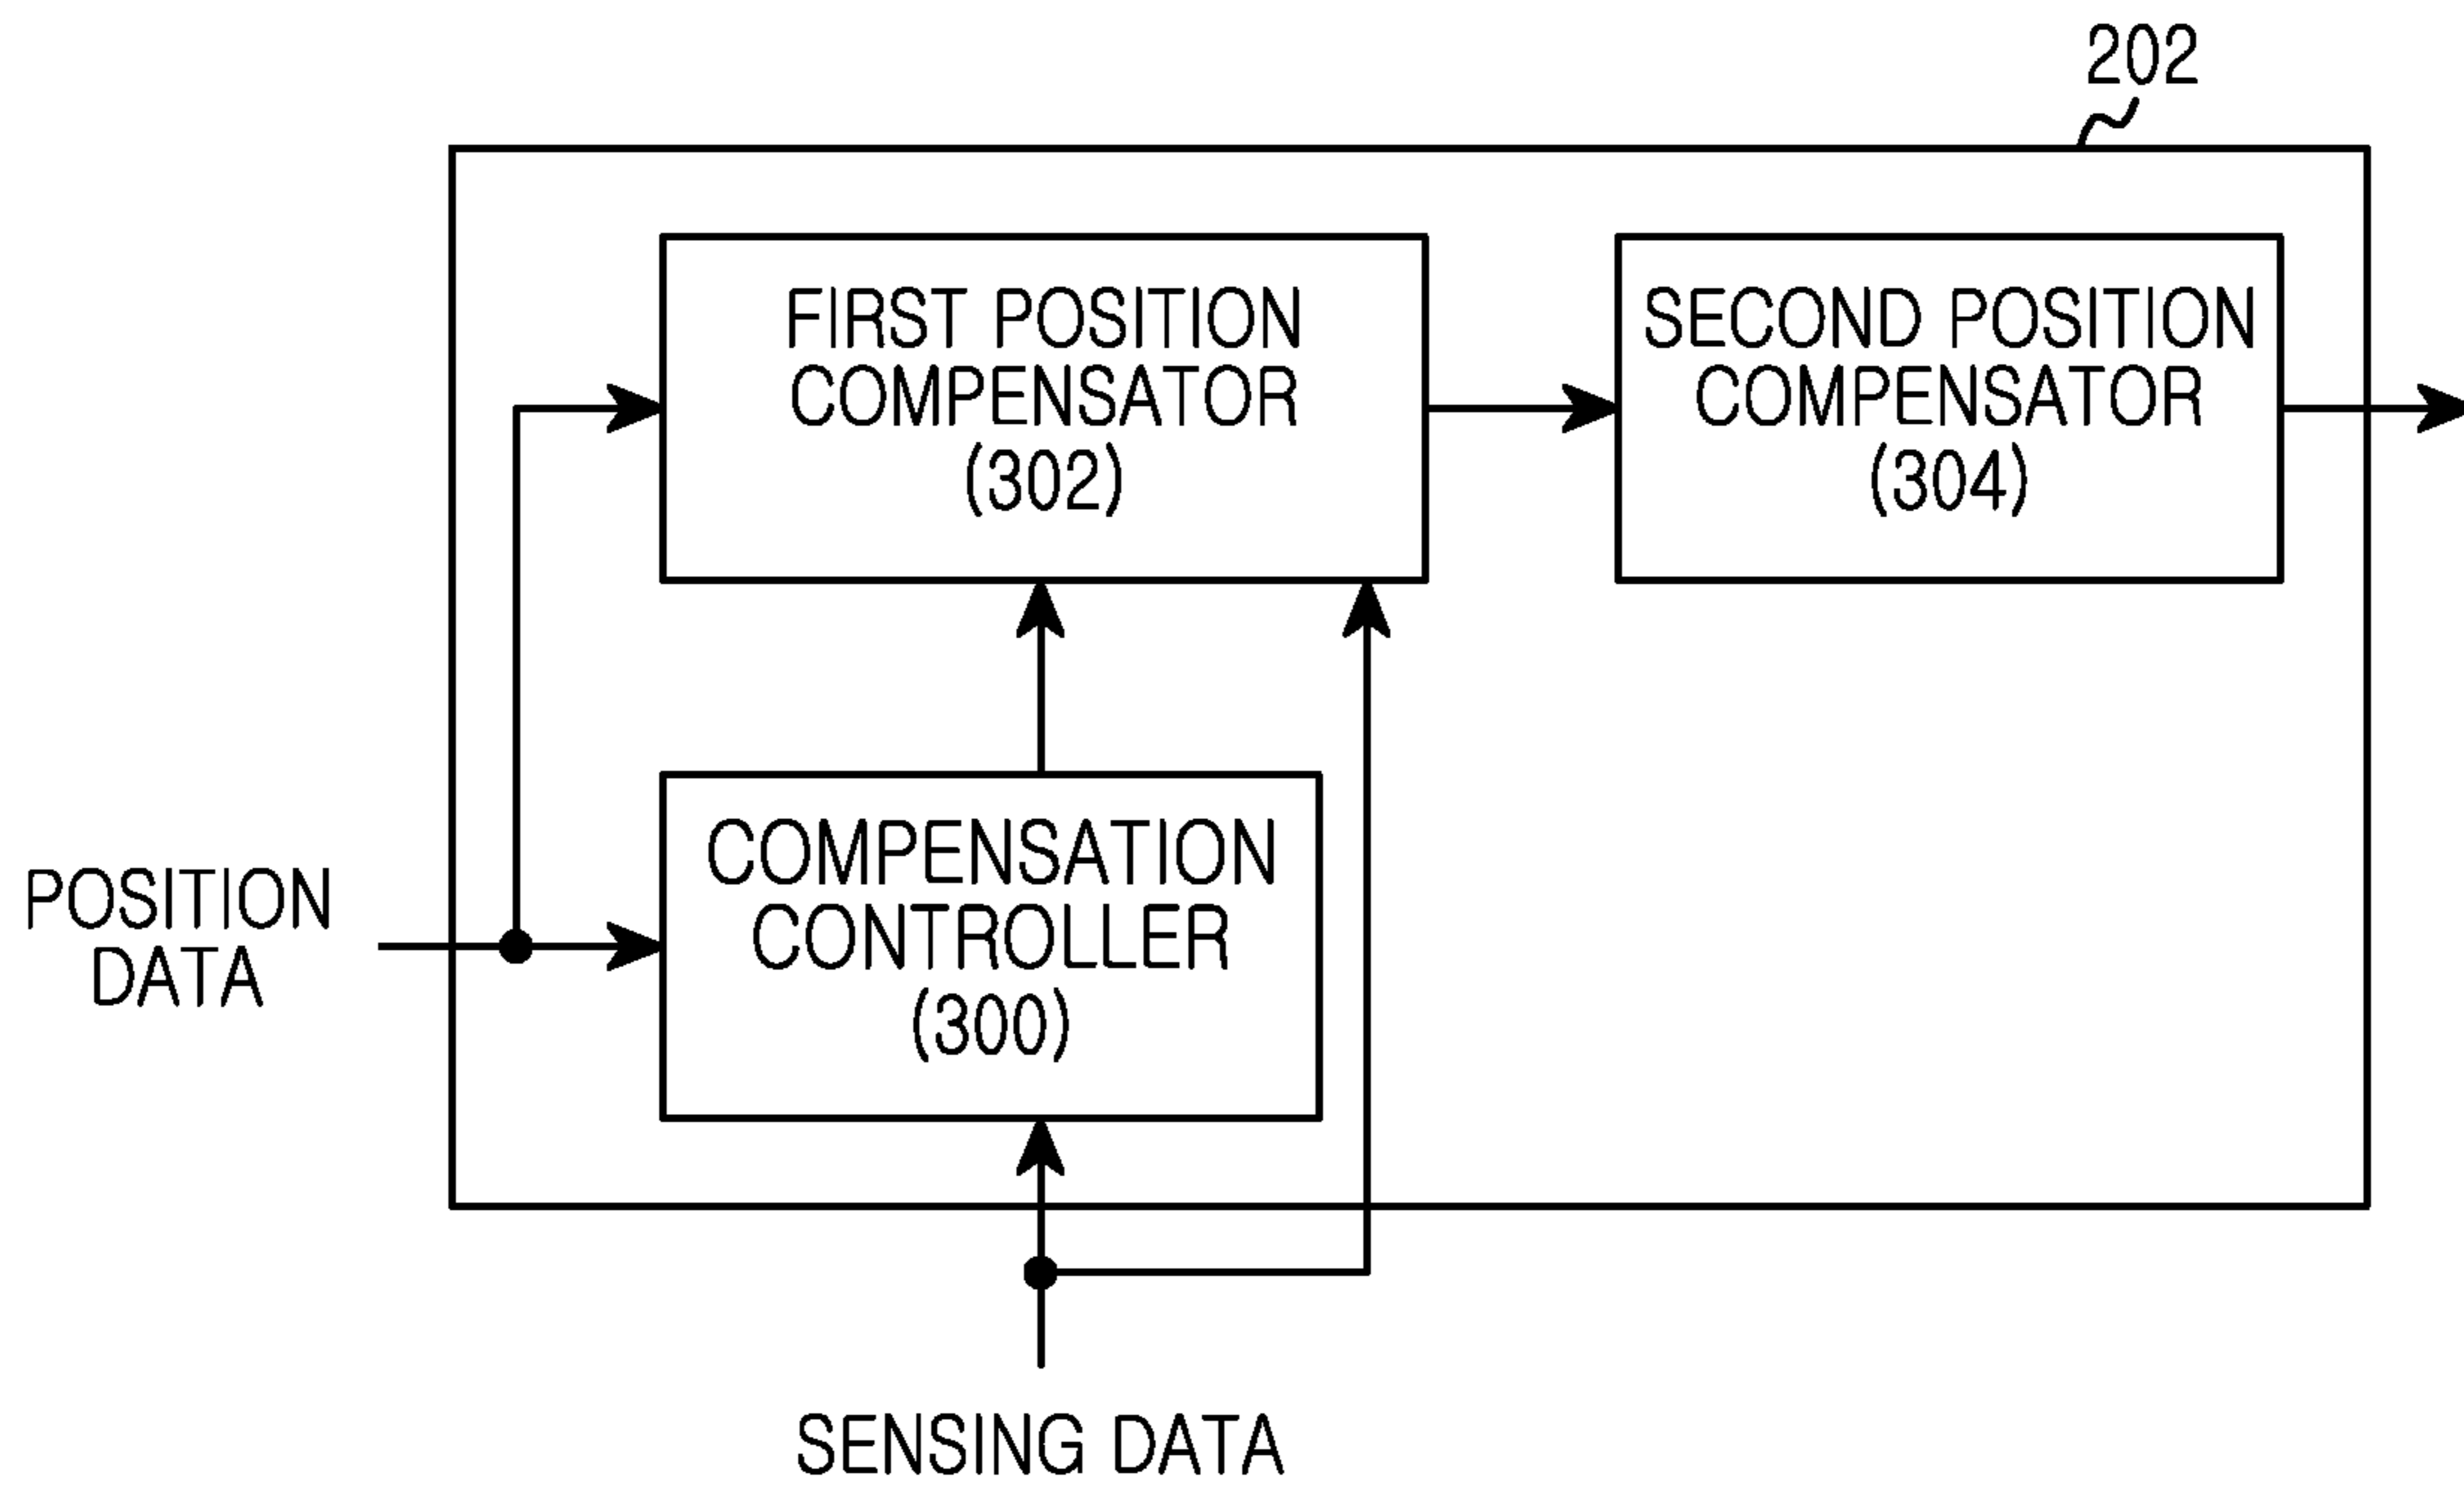 202
FIRST POSITION
COMPENSATOR
(302)
SECOND POSITION
COMPENSATOR
(304)
COMPENSATION
CONTROLLER
(300)
POSITION
DATA
SENSING DATA